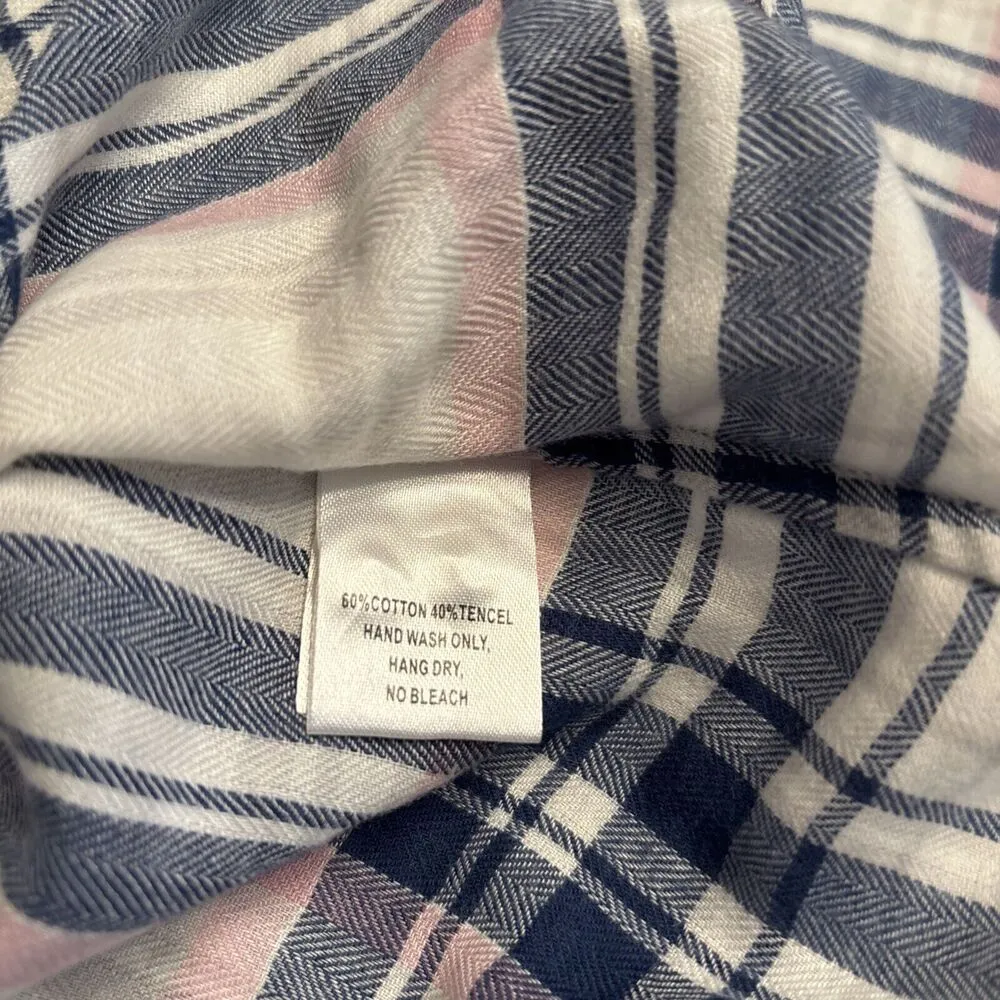 60%COTTON 40%TENCEL
HAND WASH ONLY,
HANG DRY,
NO BLEACH